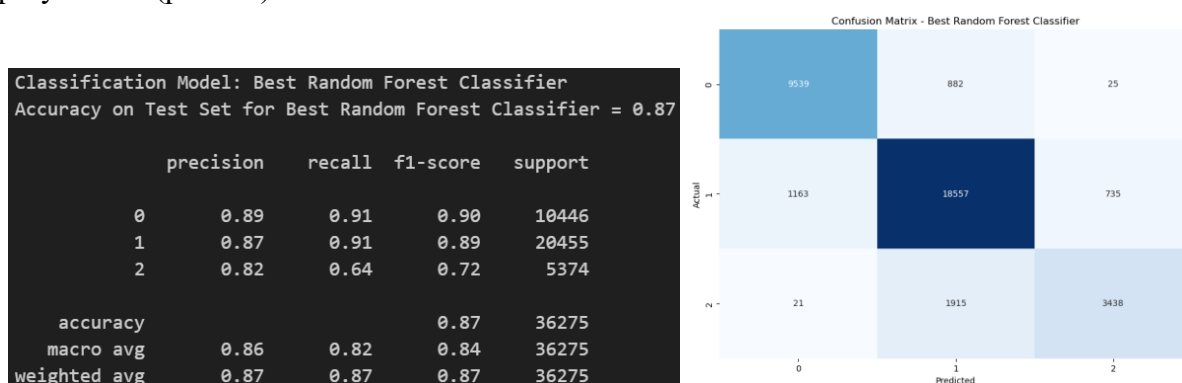 Classification Model: Best Random Forest Classifier
Accuracy on Test Set for Best Random Forest Classifier = 0.87
precision recall f1-score support
0 0.89 0.91 0.90 10446
1 0.87 0.91 0.89 20455
2 0.82 0.64 0.72 5374
accuracy 0.87 36275
macro avg 0.86 0.82 0.84 36275
weighted avg 0.87 0.87 0.87 36275
Confusion Matrix - Best Random Forest Classifier
0 9539 882 25
Actual
1 1163 18557 735
2 21 1915 3438
0 1 2
Predicted